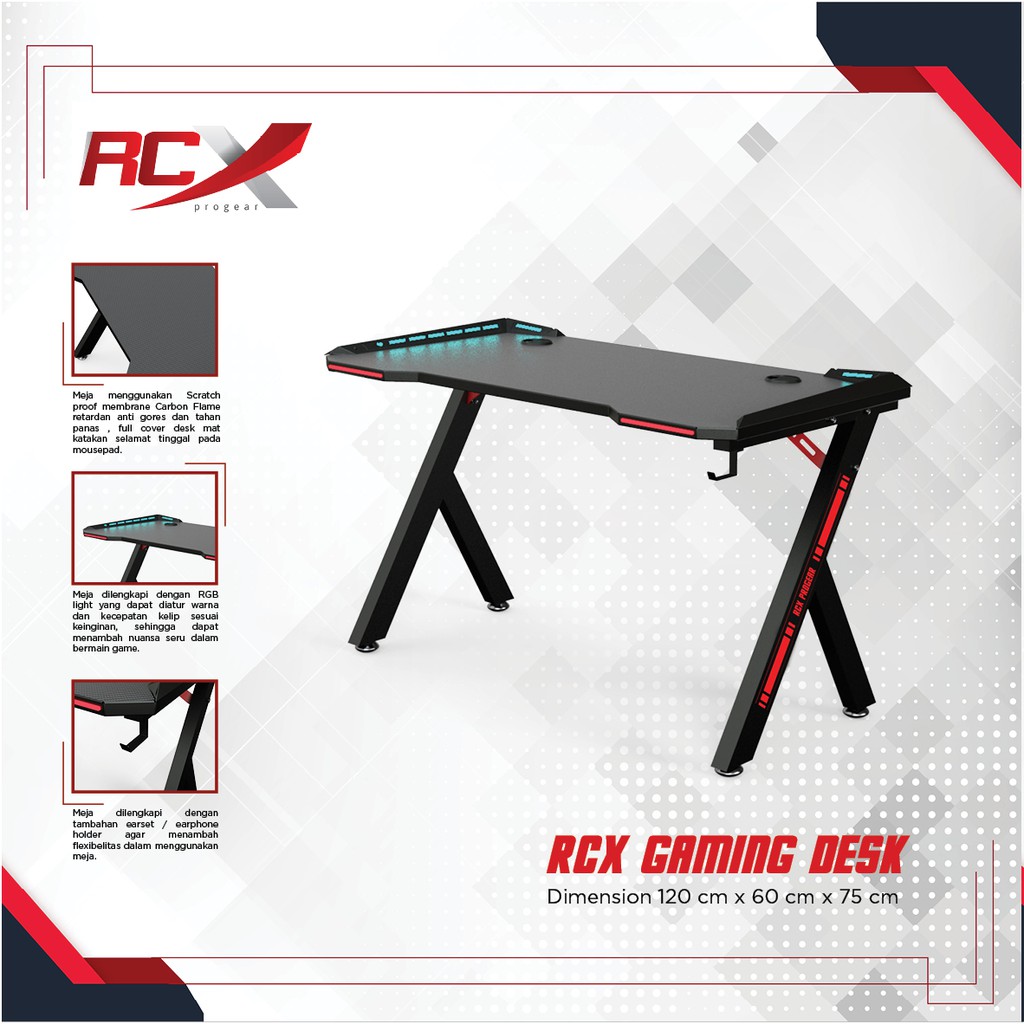 RCX
progear
Meja menggunakan Scratch
proof membrane Carbon Flame
retardan anti gores dan tahan
panas , full cover desk mat
katakan selamat tinggal pada
mousepad.
Meja dilengkapi dengan RGB
light yang dapat diatur warna
dan kecepatan kelip sesuai
keinginan, sehingga dapat
menambah nuansa seru dalam
bermain game.
Meja dilengkapi dengan
tambahan earset / earphone
holder agar menambah
flexibelitas dalam menggunakan
meja.
RCX PROGEAR
RCX GAMING DESK
Dimension 120 cm x 60 cm x 75 cm